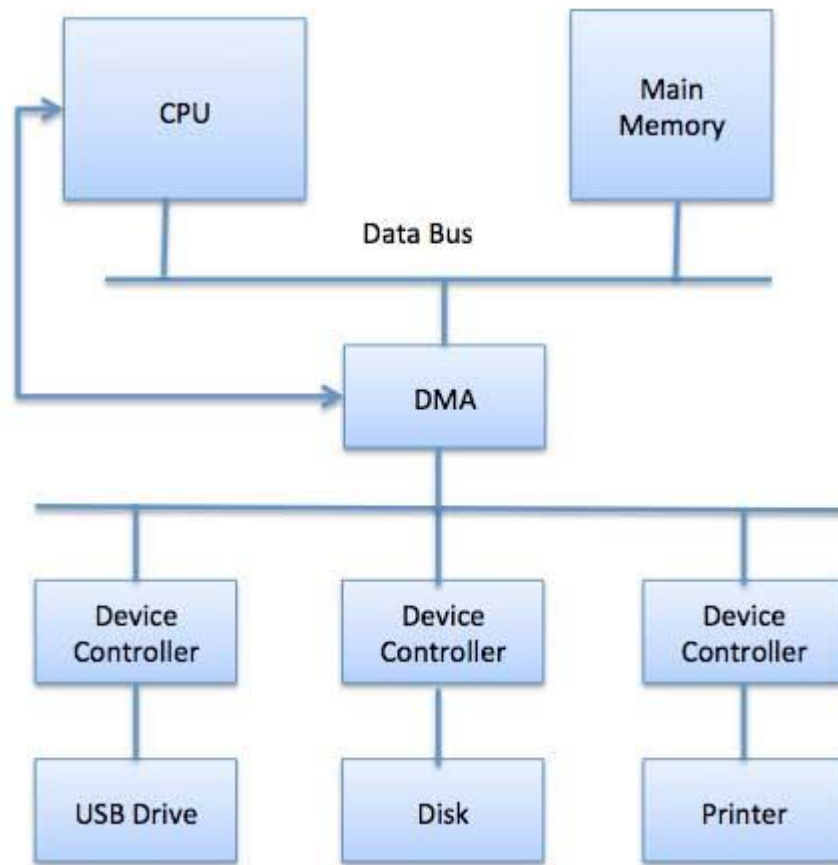 CPU
Main
Memory
Data Bus
DMA
Device
Controller
Device
Controller
Device
Controller
USB Drive
Disk
Printer